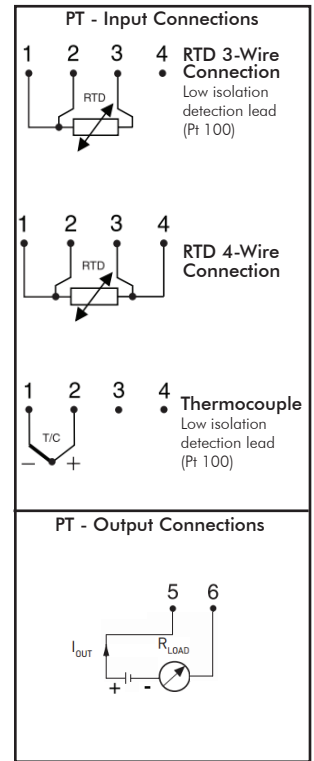 PT - Input Connections
1 2 3 4 RTD 3-Wire
Connection
Low isolation
detection lead
(Pt 100)
RTD
1 2 3 4
RTD 4-Wire
Connection
RTD
1 2 3 4
Thermocouple
Low isolation
detection lead
(Pt 100)
T/C
− +
PT - Output Connections
5 6
IOUT
RLOAD
+ -